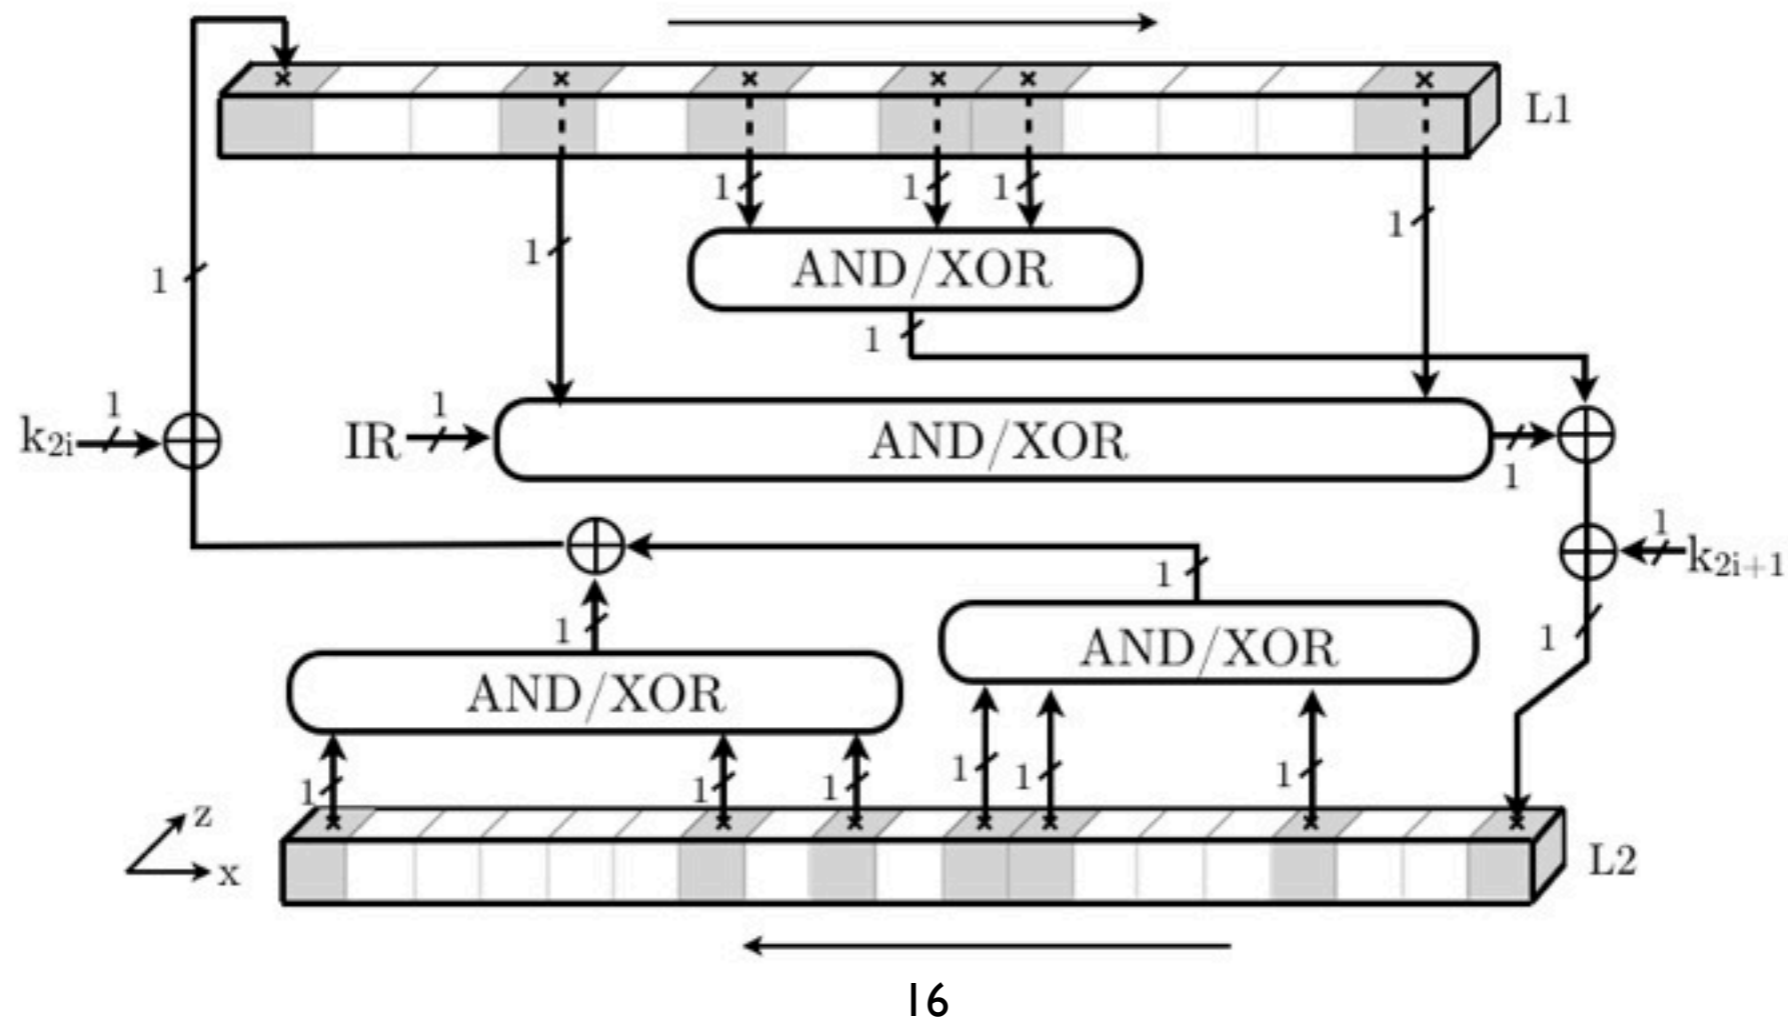 L1
1 1 1
1 1
AND/XOR
1
1
k2i 1 IR 1 AND/XOR 1
1 k2i+1
1
1 AND/XOR 1
AND/XOR
1 1 1 1 1 1
z
x
L2
16